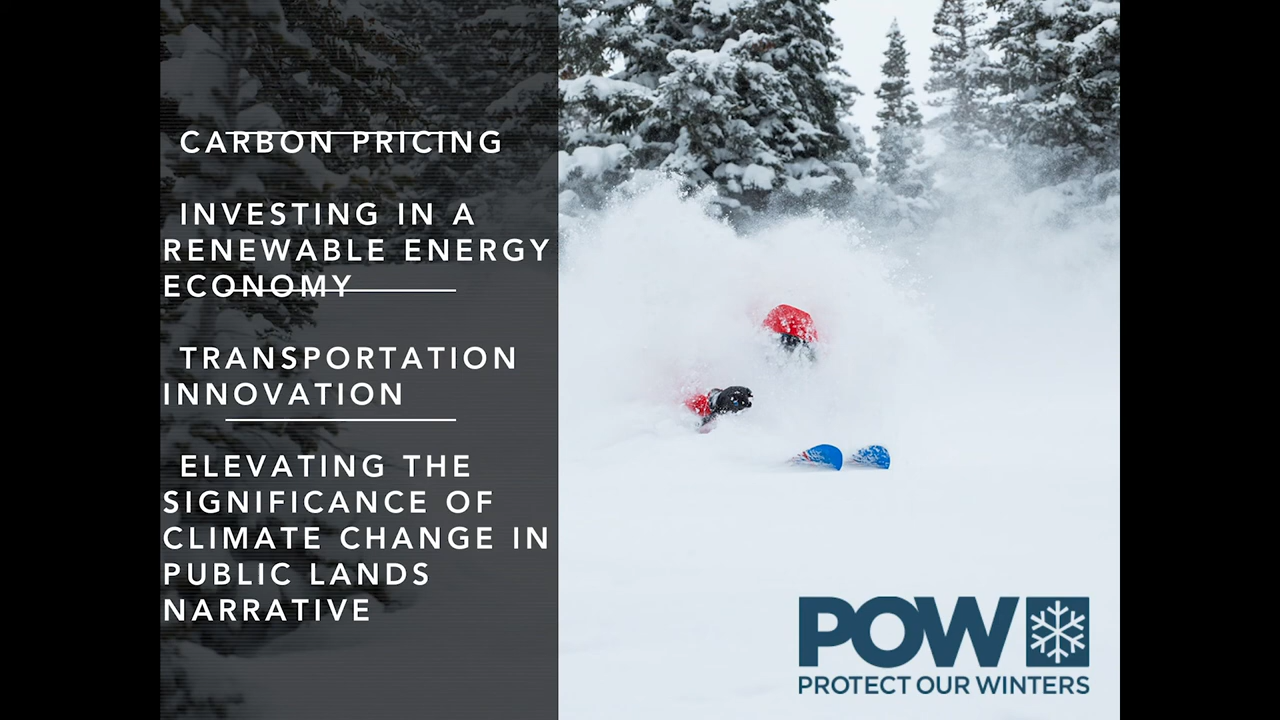 CARBON PRICING
INVESTING IN A
RENEWABLE ENERGY
ECONOMY
TRANSPORTATION
INNOVATION
ELEVATING THE
SIGNIFICANCE OF
CLIMATE CHANGE IN
PUBLIC LANDS
NARRATIVE
POW
PROTECT OUR WINTERS